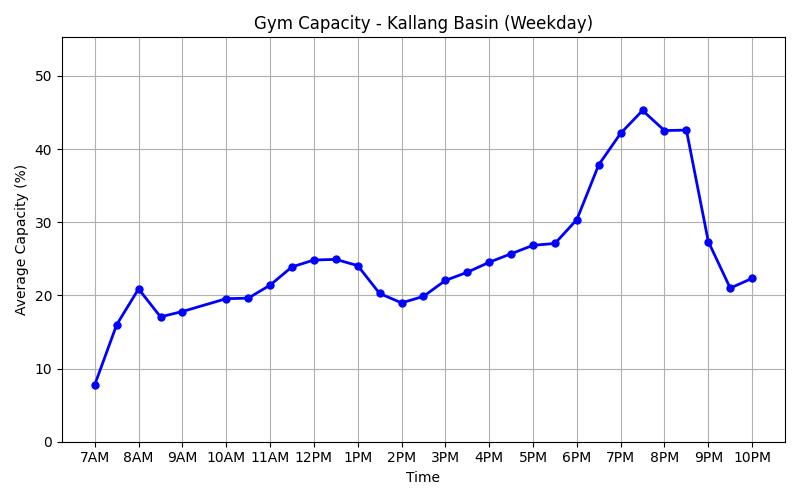 Gym Capacity - Kallang Basin (Weekday)
Average Capacity (%)
50
40
30
20
10
0
7AM 8AM 9AM 10AM 11AM 12PM 1PM 2PM 3PM 4PM 5PM 6PM 7PM 8PM 9PM 10PM
Time